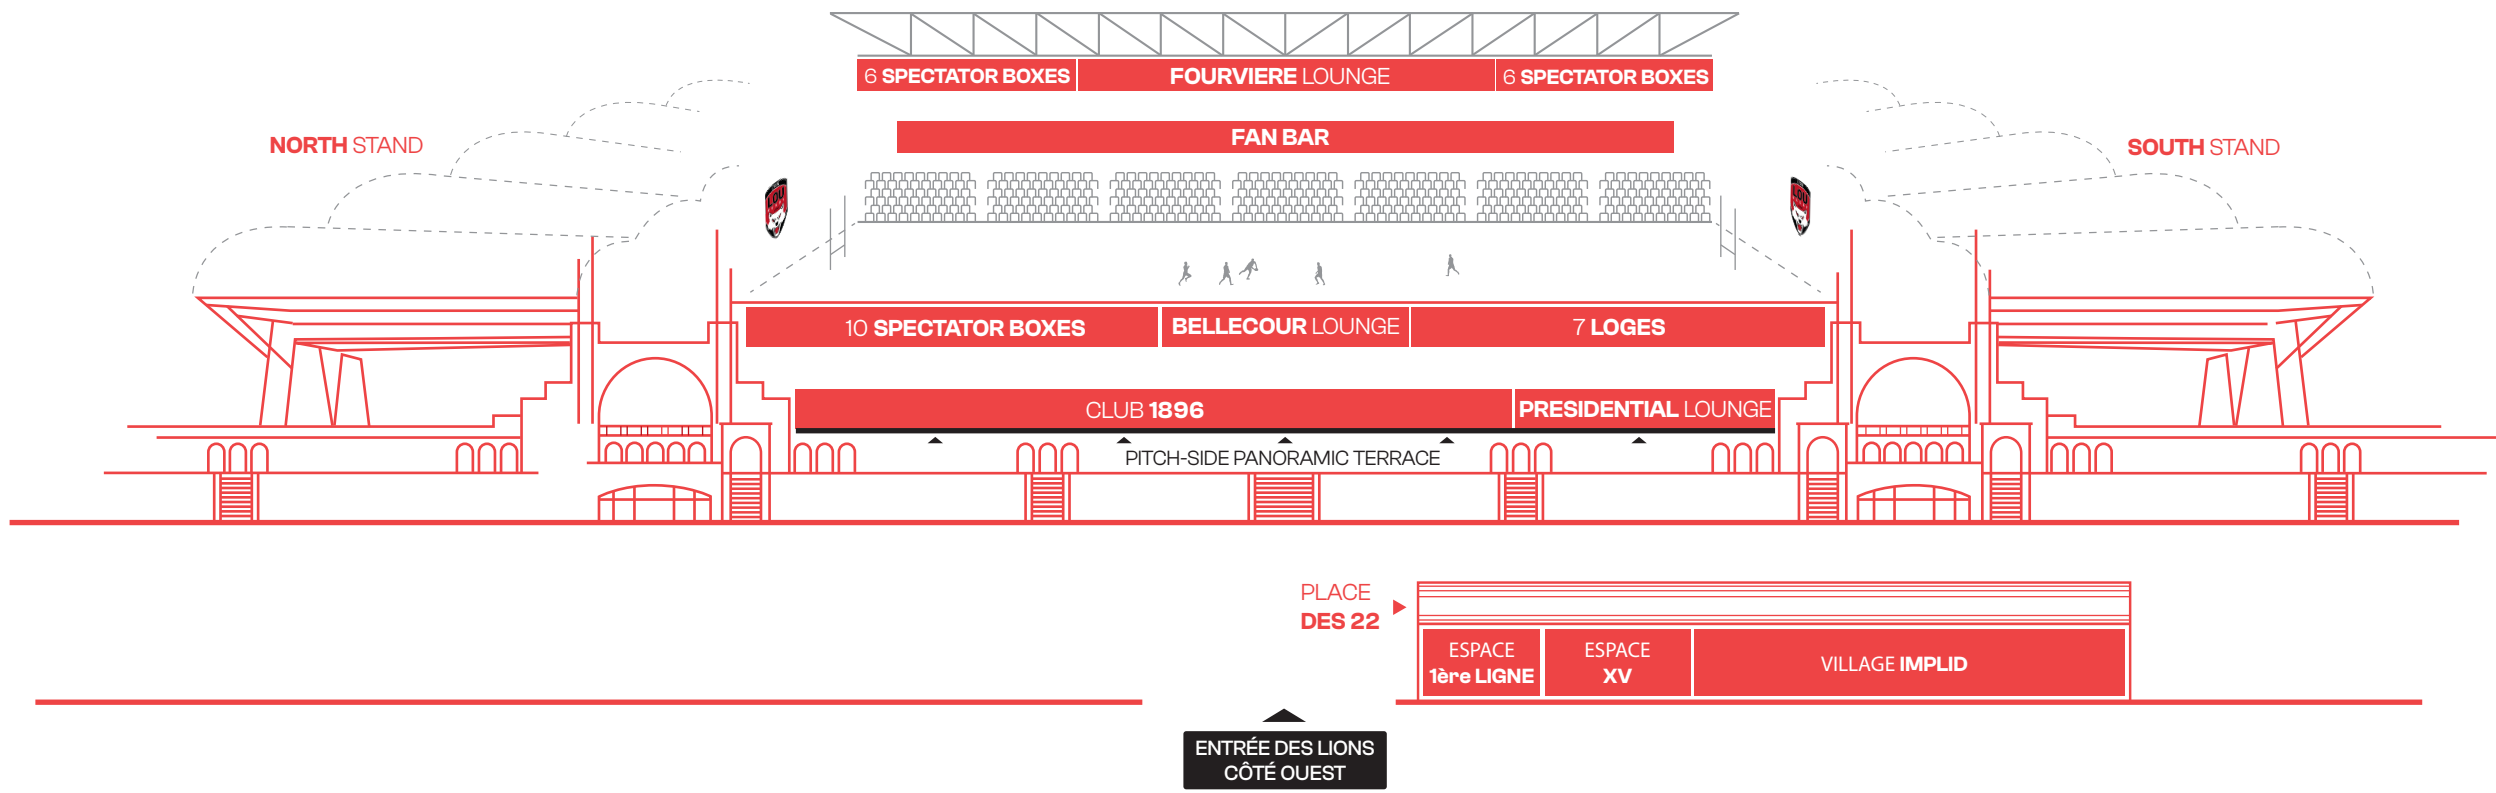 6 SPECTATOR BOXES
FOURVIERE LOUNGE
6 SPECTATOR BOXES
FAN BAR
NORTH STAND
SOUTH STAND
LOU
LOU
10 SPECTATOR BOXES
BELLECOUR LOUNGE
7 LOGES
CLUB 1896
PRESIDENTIAL LOUNGE
PITCH-SIDE PANORAMIC TERRACE
PLACE
DES 22
ESPACE
1ère LIGNE
ESPACE
XV
VILLAGE IMPLID
ENTRÉE DES LIONS
CÔTÉ OUEST